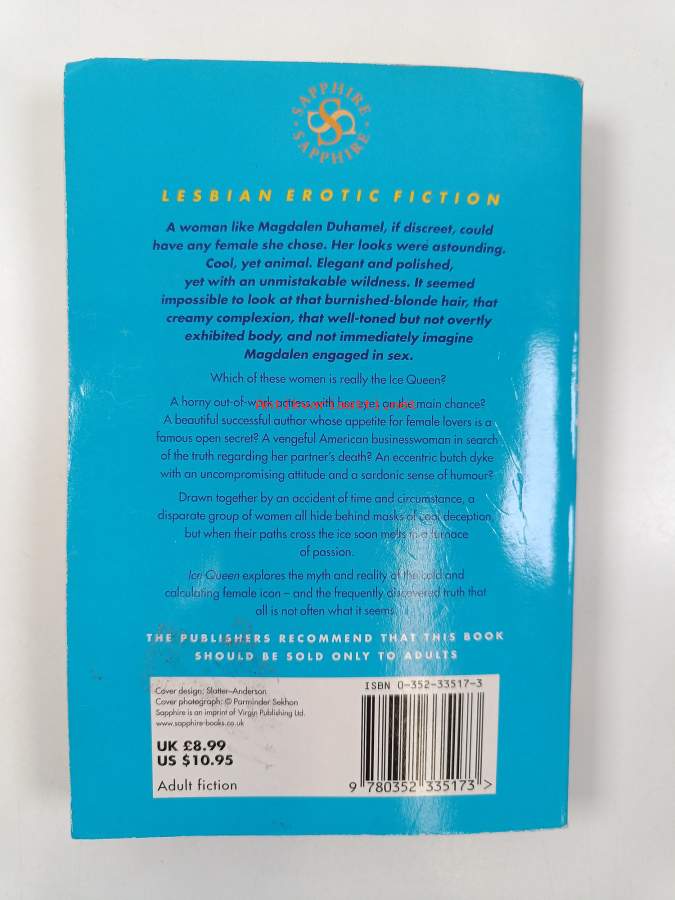 SAPPHIRE
SAPPHIRE
LESBIAN EROTIC FICTION
A woman like Magdalen Duhamel, if discreet, could
have any female she chose. Her looks were astounding.
Cool, yet animal. Elegant and polished,
yet with an unmistakable wildness. It seemed
impossible to look at that burnished-blonde hair, that
creamy complexion, that well-toned but not overtly
exhibited body, and not immediately imagine
Magdalen engaged in sex.
Which of these women is really the Ice Queen?
A horny out-of-work actress with her eye on the main chance?
A beautiful successful author whose appetite for female lovers is a
famous open secret? A vengeful American businesswoman in search
of the truth regarding her partner's death? An eccentric butch dyke
with an uncompromising attitude and a sardonic sense of humour?
Drawn together by an accident of time and circumstance, a
disparate group of women all hide behind masks of cool deception,
but when their paths cross the ice soon melts in a furnace
of passion.
Ice Queen explores the myth and reality of the cold and
calculating female icon – and the frequently discovered truth that
all is not often what it seems.
THE PUBLISHERS RECOMMEND THAT THIS BOOK
SHOULD BE SOLD ONLY TO ADULTS
Cover design: Slatter–Anderson
Cover photograph: © Parminder Sekhon
Sapphire is an imprint of Virgin Publishing Ltd.
www.sapphire-books.co.uk
UK £8.99
US $10.95
Adult fiction
ISBN 0-352-33517-3
9 780352 335173 >